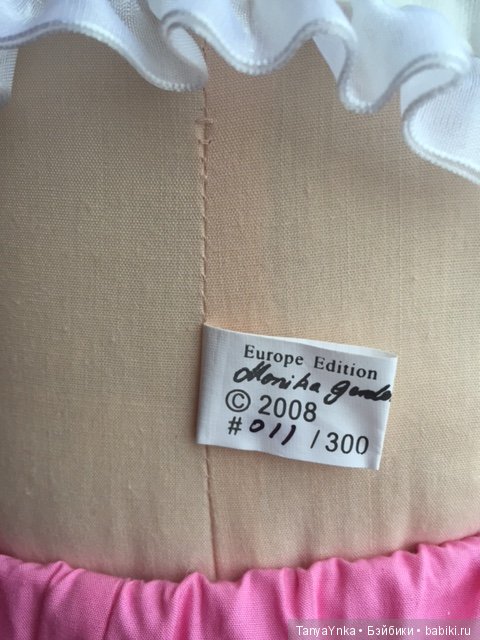 Europe Edition
Monika
© 2008
# 011 / 300
TanyaYnka • Бэйбики • babiki.ru